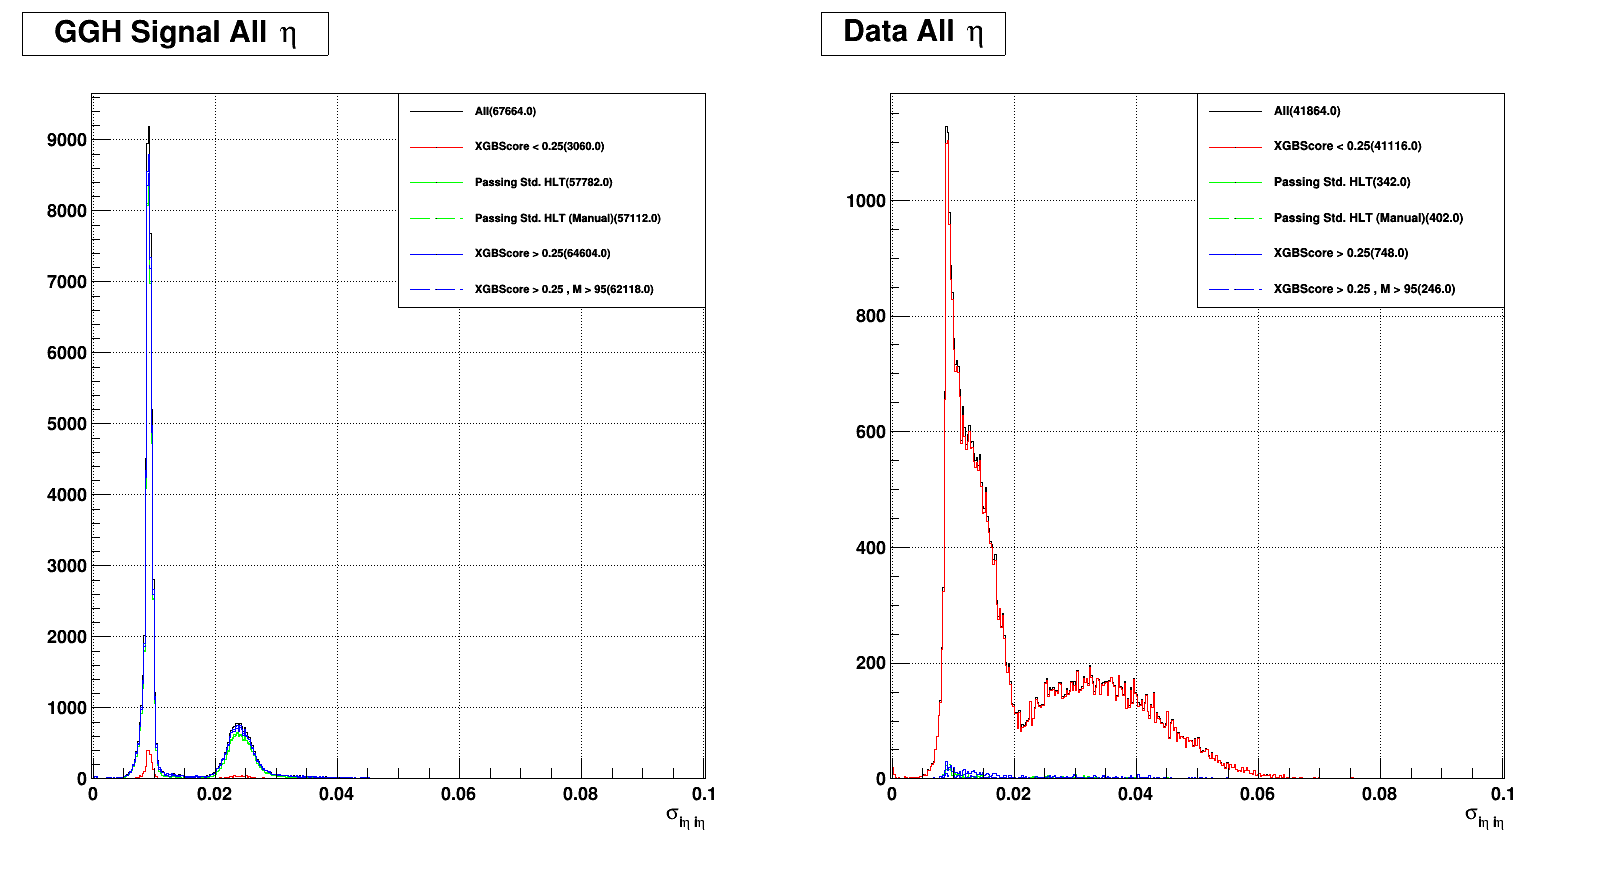 GGH Signal All η
All(67664.0)
XGBScore < 0.25(3060.0)
Passing Std. HLT(57782.0)
Passing Std. HLT (Manual)(57112.0)
XGBScore > 0.25(64604.0)
XGBScore > 0.25 , M > 95(62118.0)
9000
8000
7000
6000
5000
4000
3000
2000
1000
0
0 0.02 0.04 0.06 0.08 0.1
σiη iη
Data All η
All(41864.0)
XGBScore < 0.25(41116.0)
Passing Std. HLT(342.0)
Passing Std. HLT (Manual)(402.0)
XGBScore > 0.25(748.0)
XGBScore > 0.25 , M > 95(246.0)
1000
800
600
400
200
0
0 0.02 0.04 0.06 0.08 0.1
σiη iη